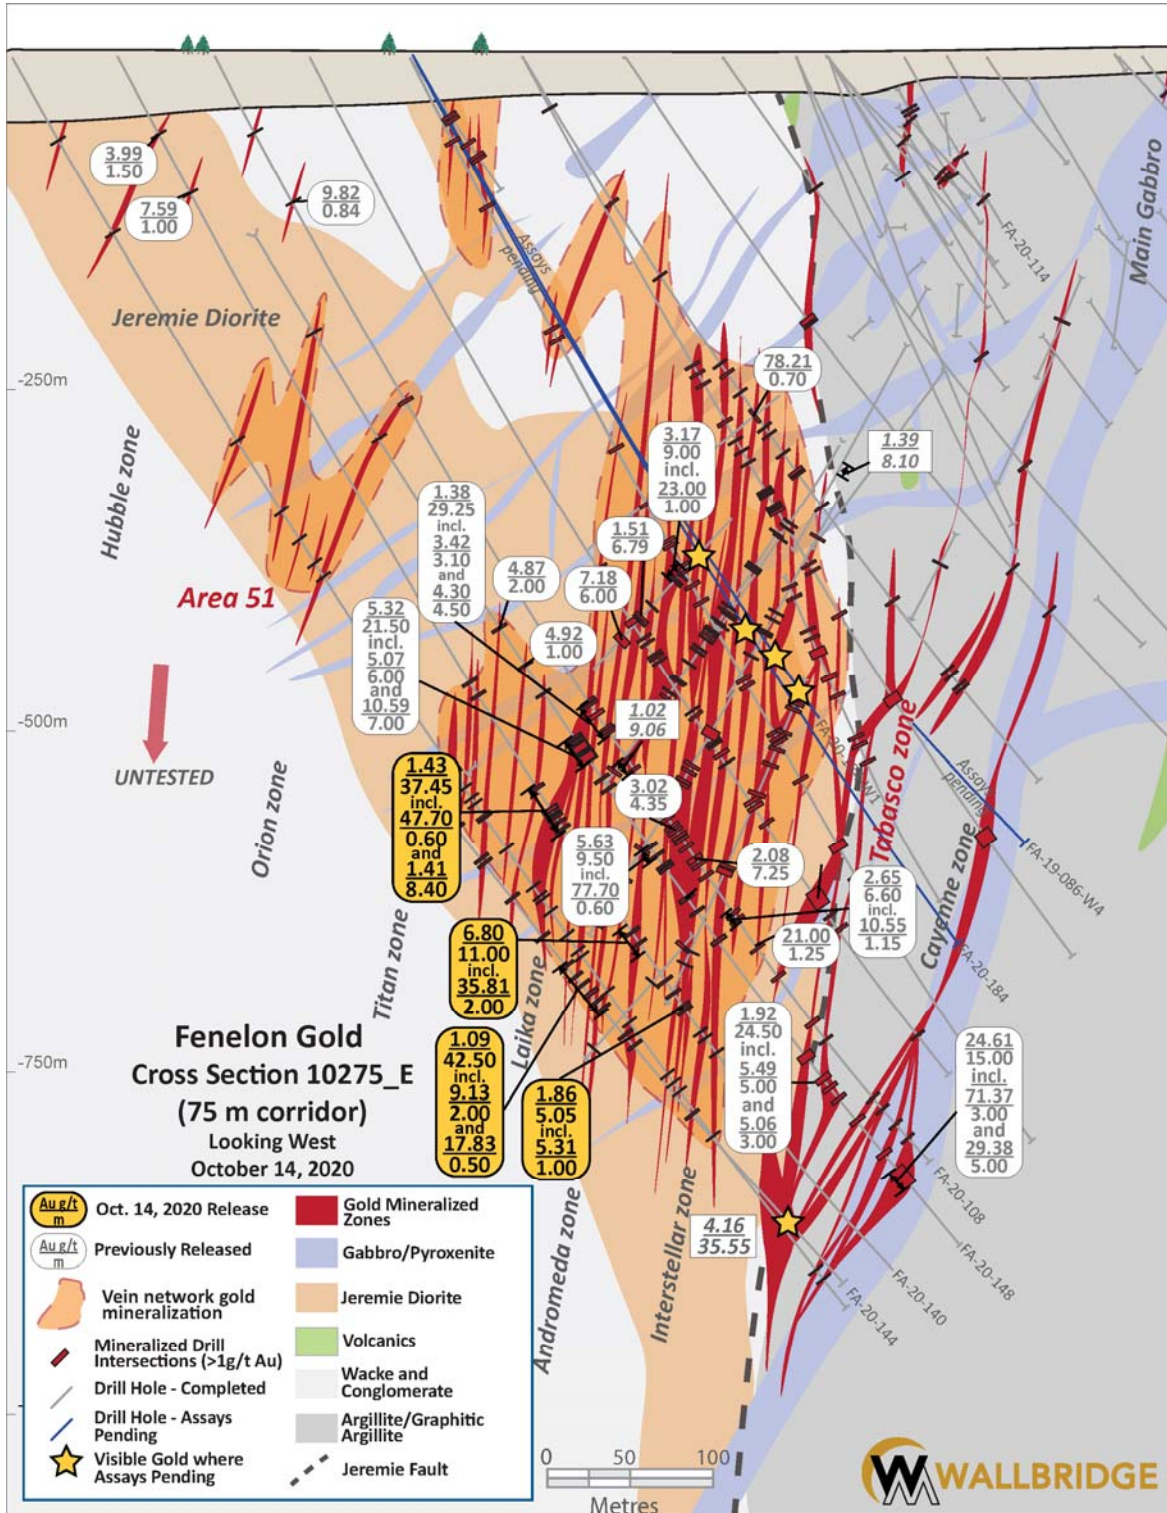 3.99
1.50
7.59
1.00
9.82
0.84
Assays
pending
FA-20-114
Main Gabbro
Jeremie Diorite
-250m
78.21
0.70
1.39
8.10
3.17
9.00
incl.
23.00
1.00
Hubble zone
1.38
29.25
incl.
3.42
3.10
and
4.30
4.50
1.51
6.79
4.87
2.00
7.18
6.00
Area 51
5.32
21.50
incl.
5.07
6.00
and
10.59
7.00
4.92
1.00
1.02
9.06
-500m
UNTESTED
Orion zone
1.43
37.45
incl.
47.70
0.60
and
1.41
8.40
3.02
4.35
Tabasco zone
Assays
pending
FA-19-086-W4
5.63
9.50
incl.
77.70
0.60
2.08
7.25
2.65
6.60
incl.
10.55
1.15
Cayenne zone
Titan zone
6.80
11.00
incl.
35.81
2.00
21.00
1.25
FA-20-184
Laika zone
Fenelon Gold
Cross Section 10275_E
(75 m corridor)
Looking West
October 14, 2020
-750m
1.09
42.50
incl.
9.13
2.00
and
17.83
0.50
1.86
5.05
incl.
5.31
1.00
1.92
24.50
incl.
5.49
5.00
and
5.06
3.00
24.61
15.00
incl.
71.37
3.00
and
29.38
5.00
Andromeda zone
Interstellar zone
4.16
35.55
FA-20-108
FA-20-148
FA-20-140
FA-20-144
Au g/t
m
Oct. 14, 2020 Release
Au g/t
m
Previously Released
Vein network gold
mineralization
Mineralized Drill
Intersections (>1g/t Au)
Drill Hole - Completed
Drill Hole - Assays
Pending
Visible Gold where
Assays Pending
Gold Mineralized
Zones
Gabbro/Pyroxenite
Jeremie Diorite
Volcanics
Wacke and
Conglomerate
Argillite/Graphitic
Argillite
Jeremie Fault
0 50 100
Metres
WALLBRIDGE